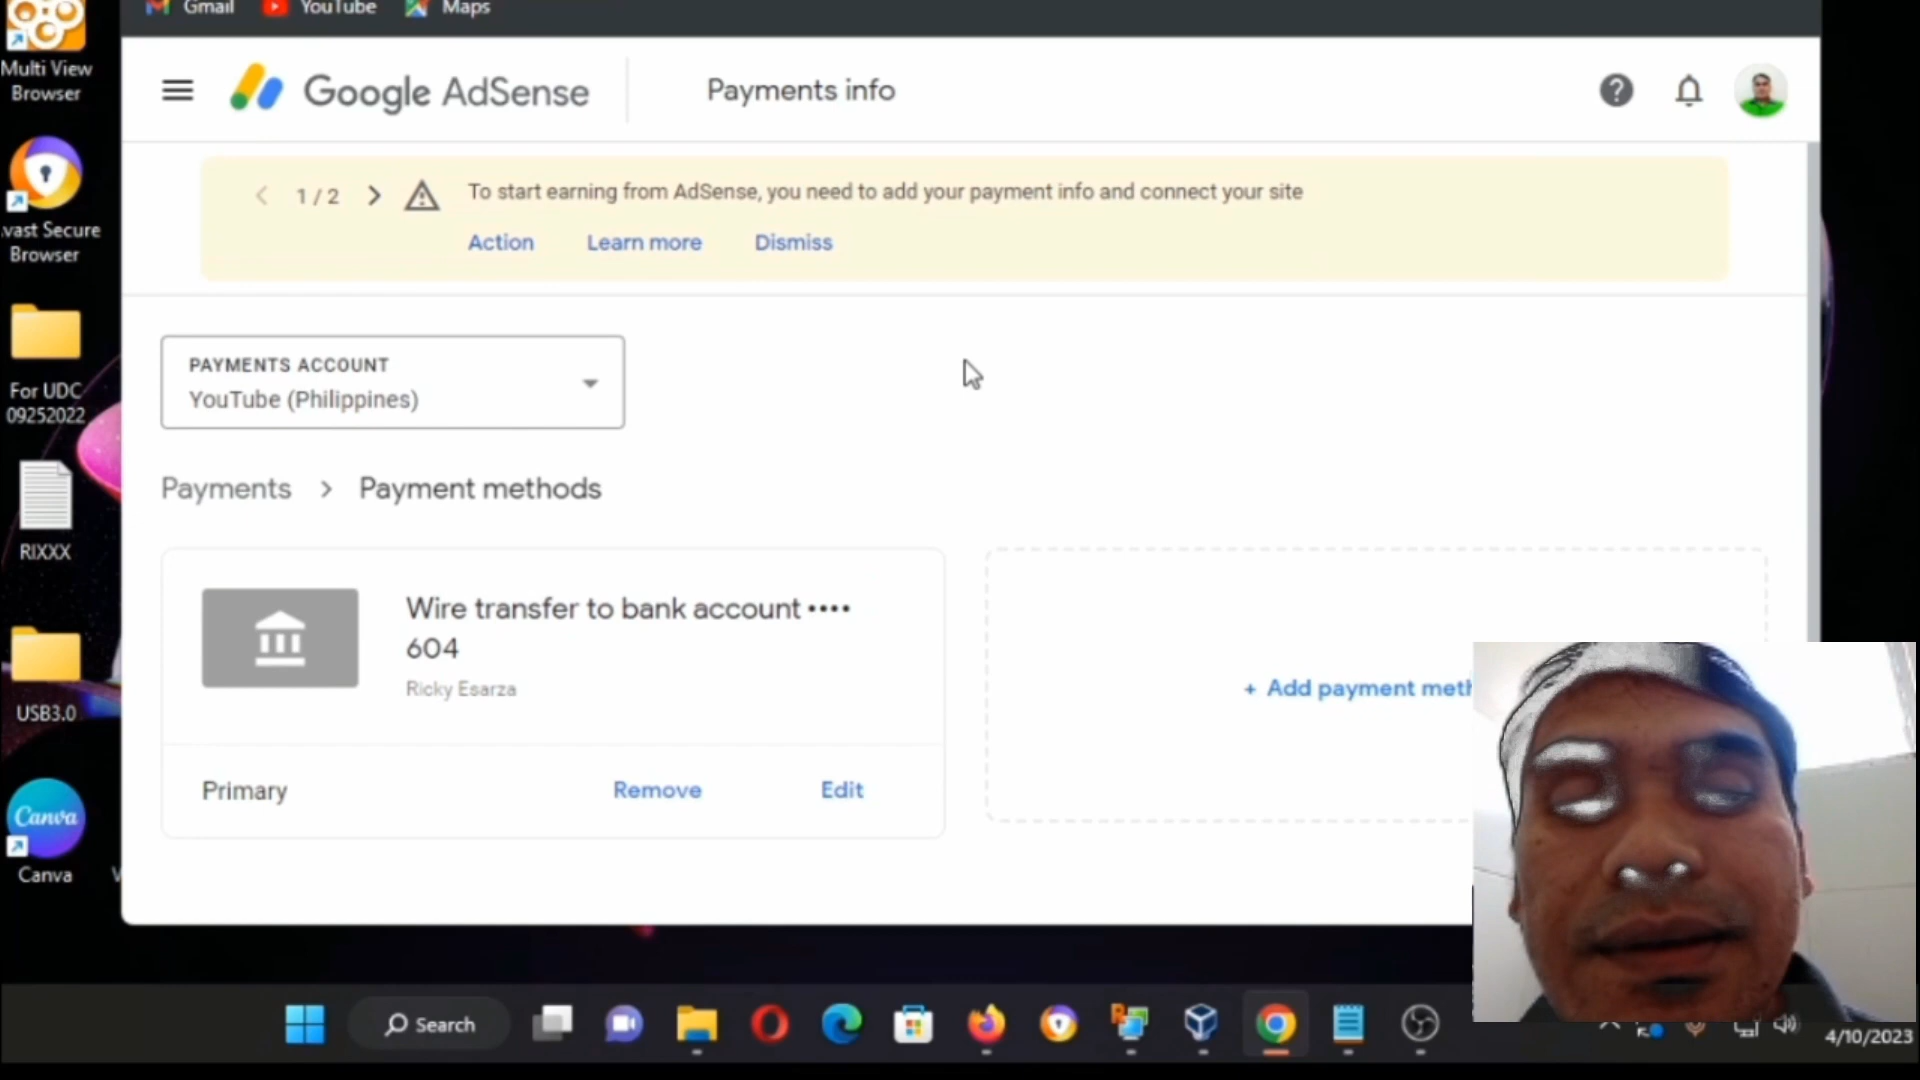 Gmail
YouTube
Maps
Multi View
Browser
Google AdSense
Payments info
1 / 2
To start earning from AdSense, you need to add your payment info and connect your site
Action
Learn more
Dismiss
vast Secure
Browser
PAYMENTS ACCOUNT
YouTube (Philippines)
For UDC
09252022
Payments > Payment methods
RIXXX
Wire transfer to bank account ••••
604
Ricky Esarza
+ Add payment meth
USB3.0
Primary
Remove
Edit
Canva
Canva
Search
4/10/2023